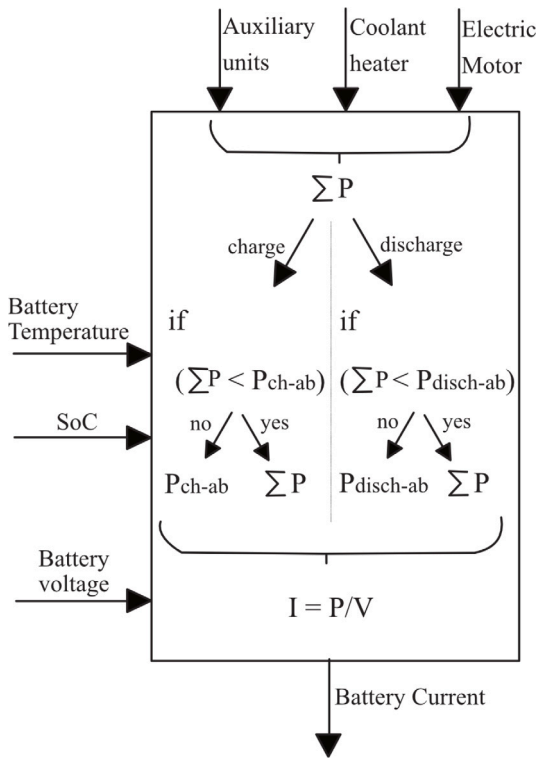 Auxiliary units
Coolant heater
Electric Motor
∑ P
charge
discharge
Battery
Temperature
if
if
(∑P < Pch-ab)
(∑P < Pdisch-ab)
SoC
no
yes
no
yes
Pch-ab
∑ P
Pdisch-ab
∑ P
Battery
voltage
I = P/V
Battery Current